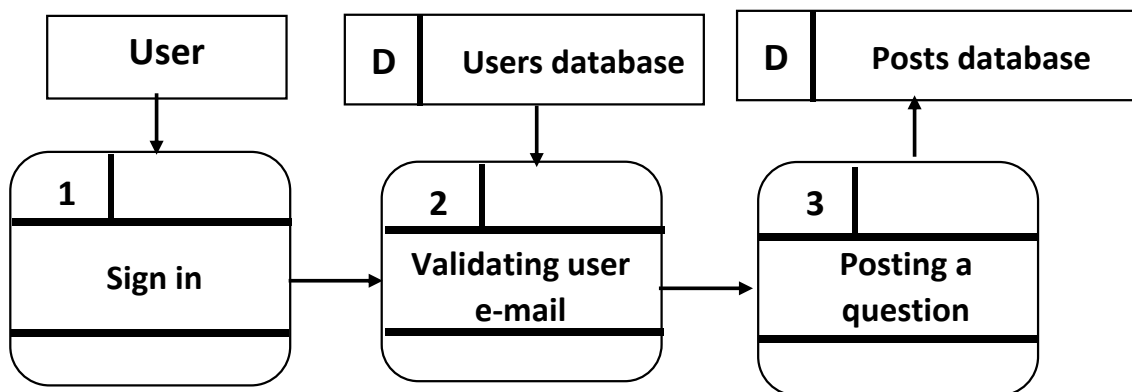 User
D Users database
D Posts database
1
2
3
Sign in
Validating user
e-mail
Posting a
question